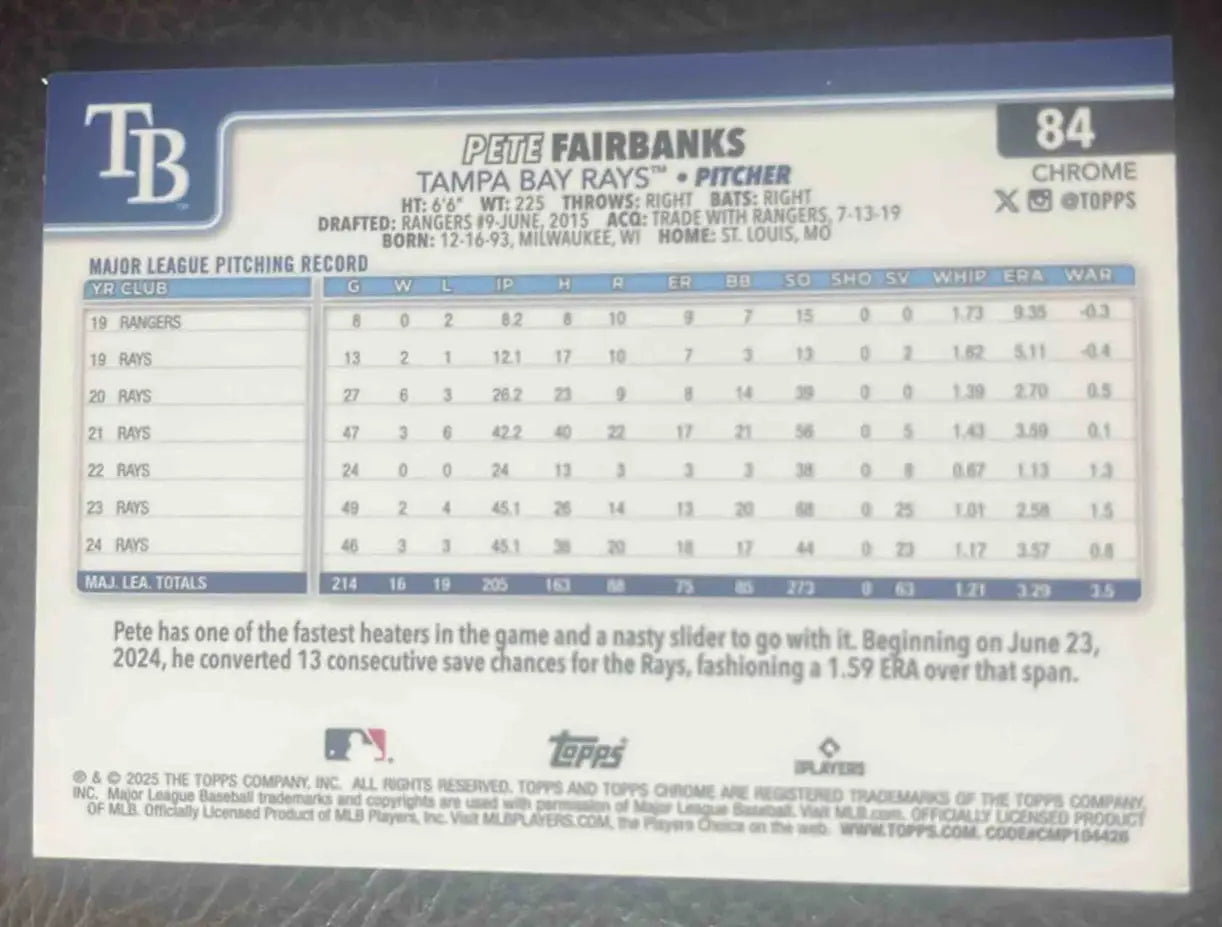 TB
84
PETE FAIRBANKS
CHROME
TAMPA BAY RAYS™ • PITCHER
@TOPPS
HT: 6'6" WT: 225 THROWS: RIGHT BATS: RIGHT
DRAFTED: RANGERS #9-JUNE, 2015 ACQ: TRADE WITH RANGERS, 7-13-19
BORN: 12-16-93, MILWAUKEE, WI HOME: ST. LOUIS, MO
MAJOR LEAGUE PITCHING RECORD
YR CLUB G W L IP H R ER BB SO SHO SV WHIP ERA WAR
19 RANGERS 8 0 2 8.2 8 10 9 7 15 0 0 1.73 9.35 -0.3
19 RAYS 13 2 1 12.1 17 10 7 3 13 0 2 1.62 5.11 -0.4
20 RAYS 27 6 3 26.2 23 9 8 14 39 0 0 1.39 2.70 0.5
21 RAYS 47 3 6 42.2 40 22 17 21 56 0 5 1.43 3.59 0.1
22 RAYS 24 0 0 24 13 3 3 3 38 0 8 0.67 1.13 1.3
23 RAYS 49 2 4 45.1 26 14 13 20 68 0 25 1.01 2.58 1.5
24 RAYS 46 3 3 45.1 36 20 18 17 44 0 23 1.17 3.57 0.8
MAJ. LEA. TOTALS 214 16 19 205 163 88 75 85 273 0 63 1.21 3.29 3.5
Pete has one of the fastest heaters in the game and a nasty slider to go with it. Beginning on June 23,
2024, he converted 13 consecutive save chances for the Rays, fashioning a 1.59 ERA over that span.
topps
PLAYERS
® & © 2025 THE TOPPS COMPANY, INC. ALL RIGHTS RESERVED. TOPPS AND TOPPS CHROME ARE REGISTERED TRADEMARKS OF THE TOPPS COMPANY,
INC. Major League Baseball trademarks and copyrights are used with permission of Major League Baseball. Visit MLB.com. OFFICIALLY LICENSED PRODUCT
OF MLB. Officially Licensed Product of MLB Players, Inc. Visit MLBPLAYERS.COM, the Players Choice on the web. WWW.TOPPS.COM. CODE#CMP104426